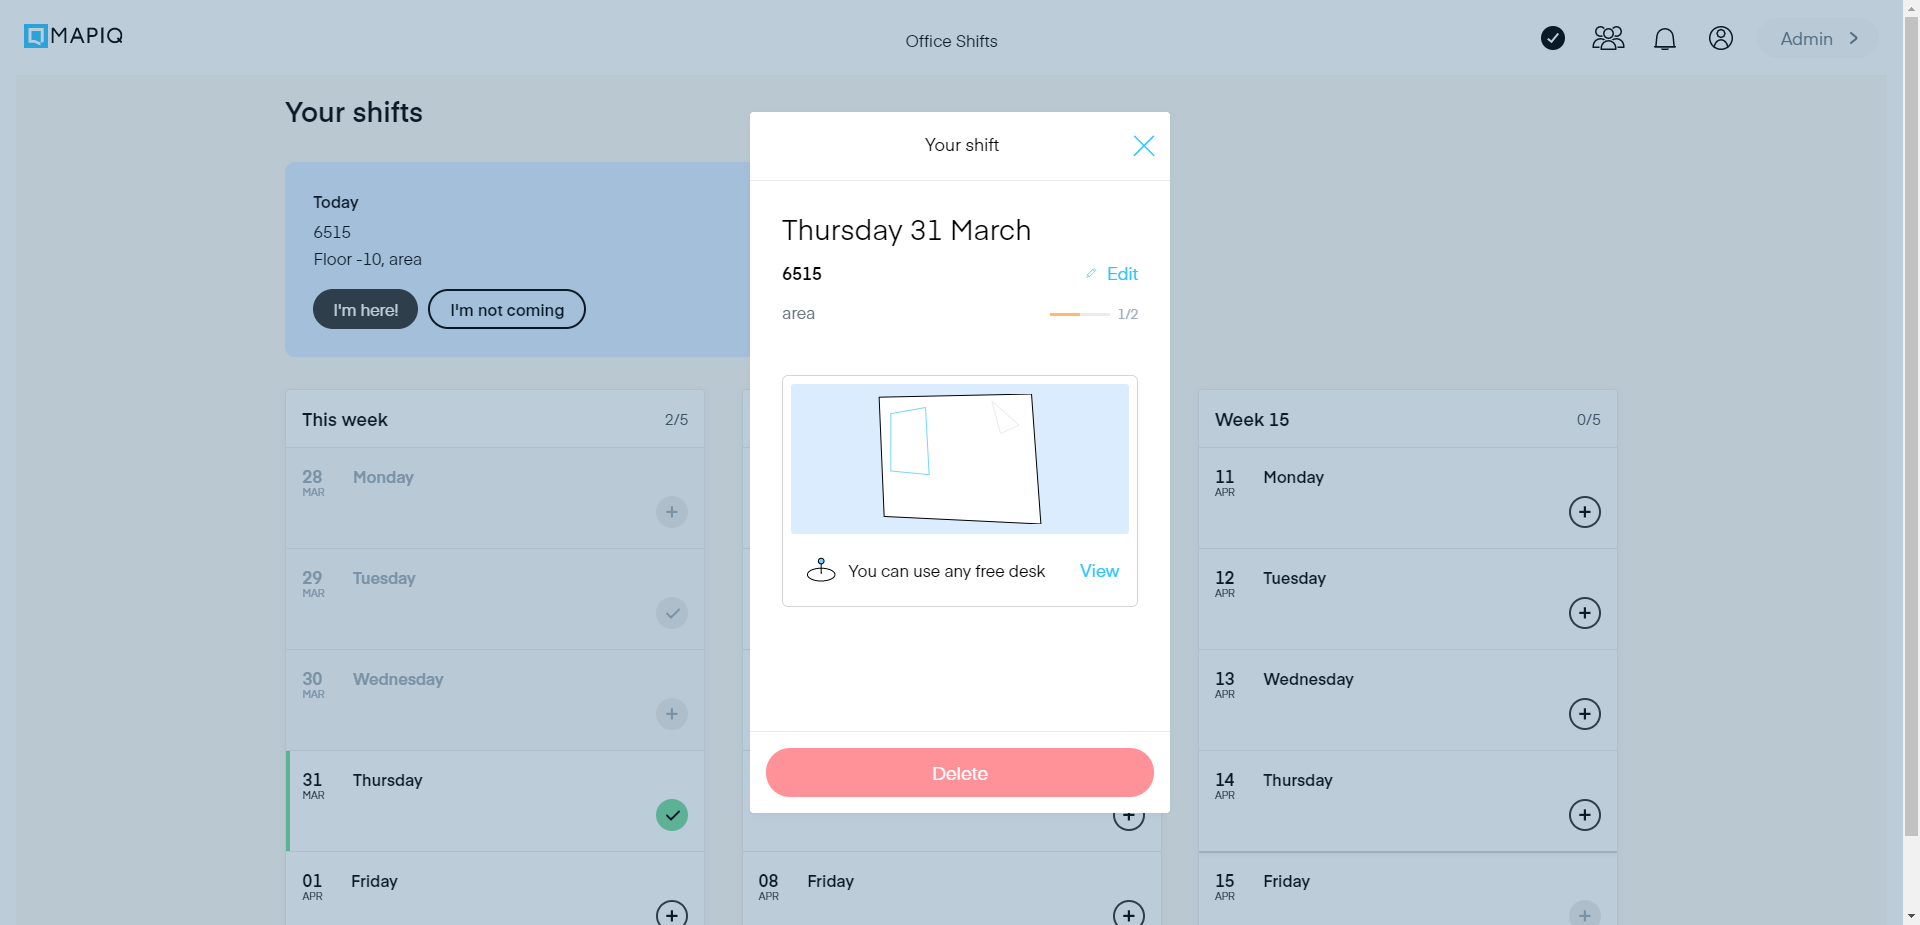 MAPIQ
Office Shifts
Admin
Your shifts
Today
6515
Floor -10, area
I'm here!
I'm not coming
Your shift
Thursday 31 March
6515
Edit
area
1/2
You can use any free desk
View
Delete
This week
2/5
28 Monday
MAR
29 Tuesday
MAR
30 Wednesday
MAR
31 Thursday
MAR
01 Friday
APR
08 Friday
APR
Week 15
0/5
11 Monday
APR
12 Tuesday
APR
13 Wednesday
APR
14 Thursday
APR
15 Friday
APR